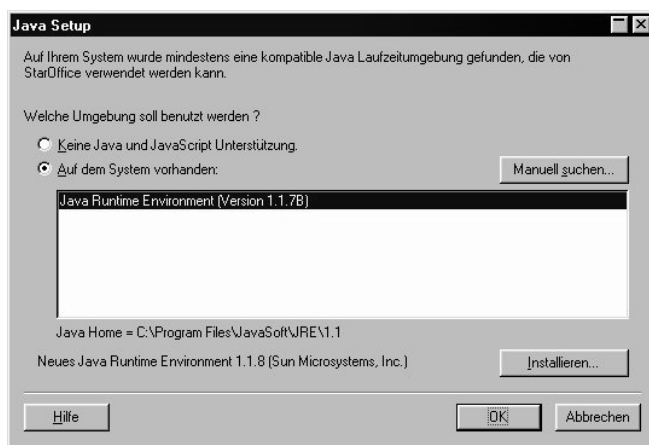 Java Setup
Auf Ihrem System wurde mindestens eine kompatible Java Laufzeitumgebung gefunden, die von
StarOffice verwendet werden kann.
Welche Umgebung soll benutzt werden ?
Keine Java und JavaScript Unterstützung.
Auf dem System vorhanden:
Manuell suchen...
Java Runtime Environment (Version 1.1.7B)
Java Home = C:\Program Files\JavaSoft\JRE\1.1
Neues Java Runtime Environment 1.1.8 (Sun Microsystems, Inc.)
Installieren...
Hilfe
OK
Abbrechen